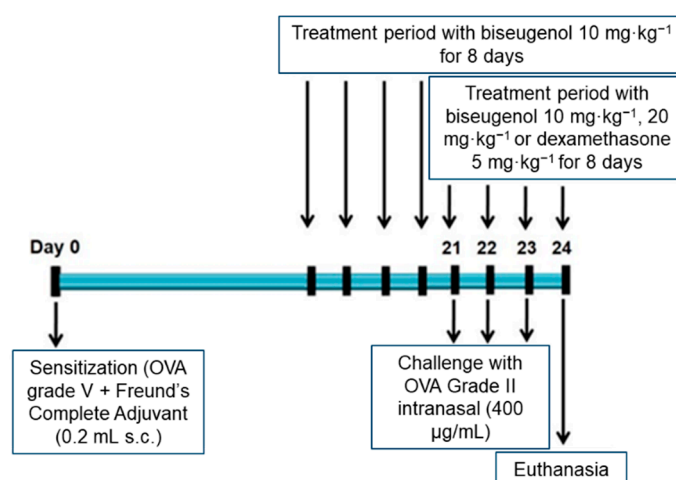 Treatment period with biseugenol 10 mg·kg⁻¹
for 8 days
Treatment period with
biseugenol 10 mg·kg⁻¹, 20
mg·kg⁻¹ or dexamethasone
5 mg·kg⁻¹ for 8 days
Day 0
21
22
23
24
Sensitization (OVA
grade V + Freund's
Complete Adjuvant
(0.2 mL s.c.)
Challenge with
OVA Grade II
intranasal (400
µg/mL)
Euthanasia